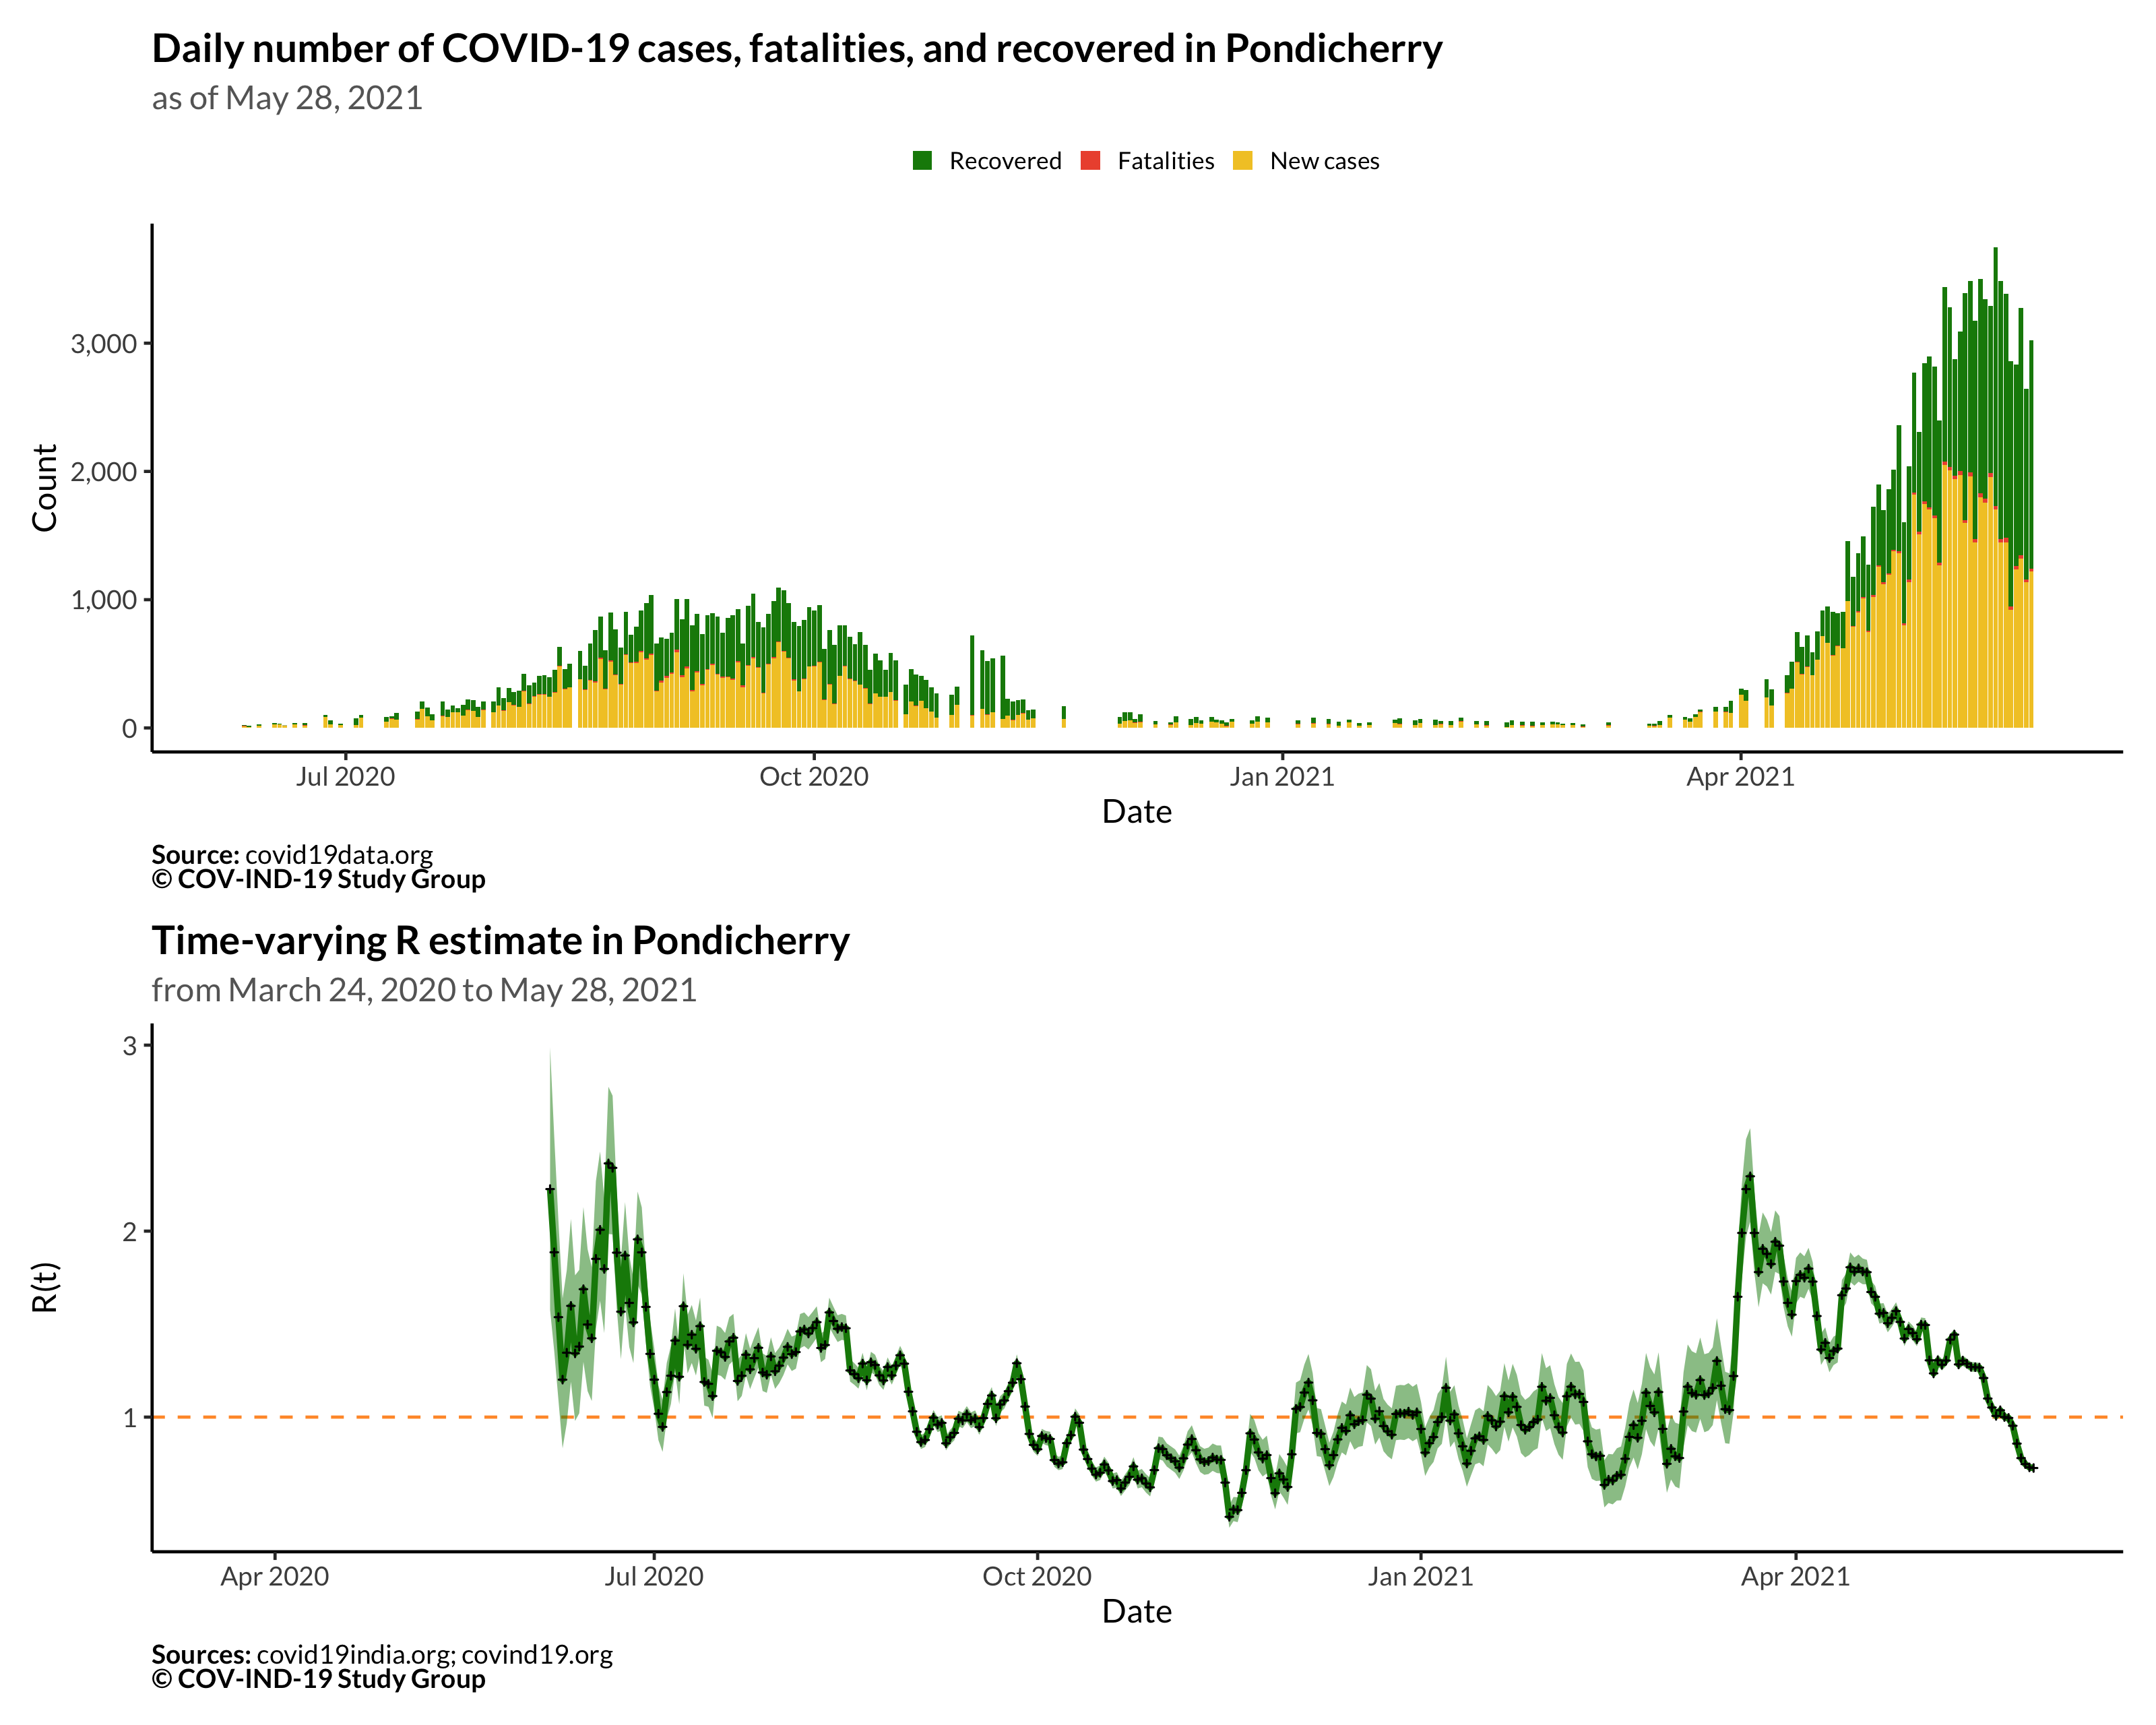 Daily number of COVID-19 cases, fatalities, and recovered in Pondicherry
as of May 28, 2021
Recovered Fatalities New cases
Count
3,000
2,000
1,000
0
Jul 2020 Oct 2020 Jan 2021 Apr 2021
Date
Source: covid19data.org
© COV-IND-19 Study Group
Time-varying R estimate in Pondicherry
from March 24, 2020 to May 28, 2021
R(t)
3
2
1
Apr 2020 Jul 2020 Oct 2020 Jan 2021 Apr 2021
Date
Sources: covid19india.org; covind19.org
© COV-IND-19 Study Group